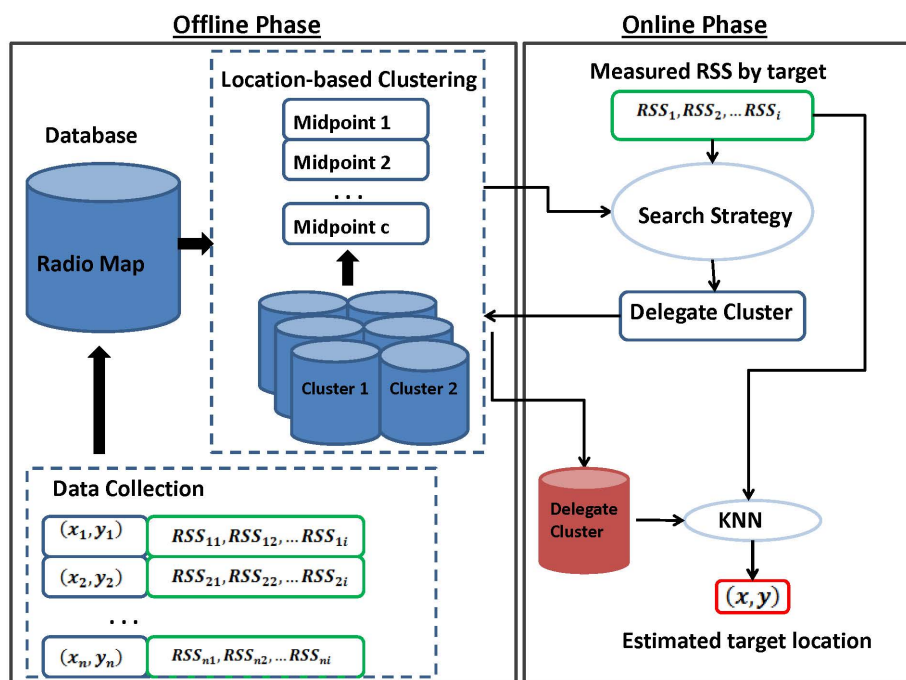 Offline Phase
Location-based Clustering
Midpoint 1
Midpoint 2
...
Midpoint c
Database
Radio Map
Cluster 1
Cluster 2
Data Collection
(x₁, y₁)
RSS₁₁, RSS₁₂, ... RSS₁ᵢ
(x₂, y₂)
RSS₂₁, RSS₂₂, ... RSS₂ᵢ
...
(xₙ, yₙ)
RSSₙ₁, RSSₙ₂, ... RSSₙᵢ
Online Phase
Measured RSS by target
RSS₁, RSS₂, ... RSSᵢ
Search Strategy
Delegate Cluster
Delegate
Cluster
KNN
(x, y)
Estimated target location